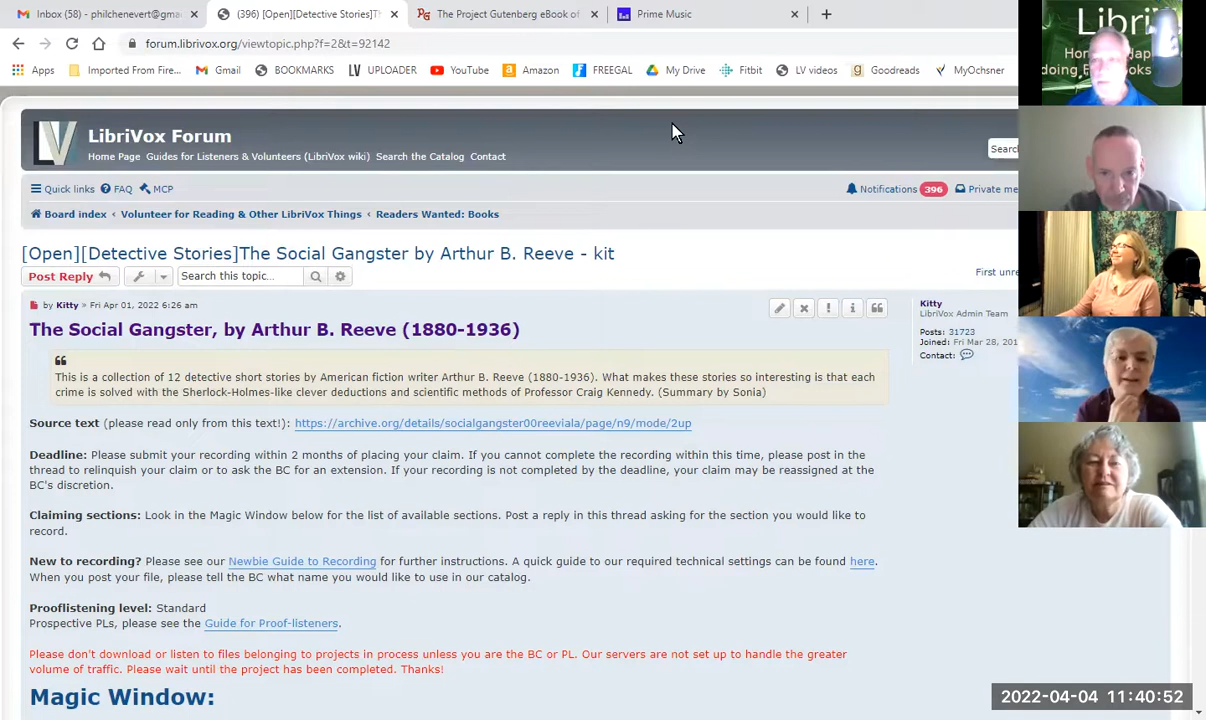 Inbox (58) - philchenevert@gma
(396) [Open][Detective Stories]Th
The Project Gutenberg eBook of
Prime Music
forum.librivox.org/viewtopic.php?f=2&t=92142
Apps
Imported From Fire...
Gmail
BOOKMARKS
UPLOADER
YouTube
Amazon
FREEGAL
My Drive
Fitbit
LV videos
Goodreads
MyOchsner
doing
LibriVox Forum
Home Page Guides for Listeners & Volunteers (LibriVox wiki) Search the Catalog Contact
Searc
Quick links FAQ MCP
Notifications 396 Private me
Board index ‹ Volunteer for Reading & Other LibriVox Things ‹ Readers Wanted: Books
[Open][Detective Stories]The Social Gangster by Arthur B. Reeve - kit
Post Reply Search this topic...
First unre
by Kitty » Fri Apr 01, 2022 6:26 am
The Social Gangster, by Arthur B. Reeve (1880-1936)
Kitty
LibriVox Admin Team
Posts: 31723
Joined: Fri Mar 28, 201
Contact:
This is a collection of 12 detective short stories by American fiction writer Arthur B. Reeve (1880-1936). What makes these stories so interesting is that each
crime is solved with the Sherlock-Holmes-like clever deductions and scientific methods of Professor Craig Kennedy. (Summary by Sonia)
Source text (please read only from this text!): https://archive.org/details/socialgangster00reeviala/page/n9/mode/2up
Deadline: Please submit your recording within 2 months of placing your claim. If you cannot complete the recording within this time, please post in the
thread to relinquish your claim or to ask the BC for an extension. If your recording is not completed by the deadline, your claim may be reassigned at the
BC's discretion.
Claiming sections: Look in the Magic Window below for the list of available sections. Post a reply in this thread asking for the section you would like to
record.
New to recording? Please see our Newbie Guide to Recording for further instructions. A quick guide to our required technical settings can be found here.
When you post your file, please tell the BC what name you would like to use in our catalog.
Prooflistening level: Standard
Prospective PLs, please see the Guide for Proof-listeners.
Please don't download or listen to files belonging to projects in process unless you are the BC or PL. Our servers are not set up to handle the greater
volume of traffic. Please wait until the project has been completed. Thanks!
Magic Window:
2022-04-04 11:40:52